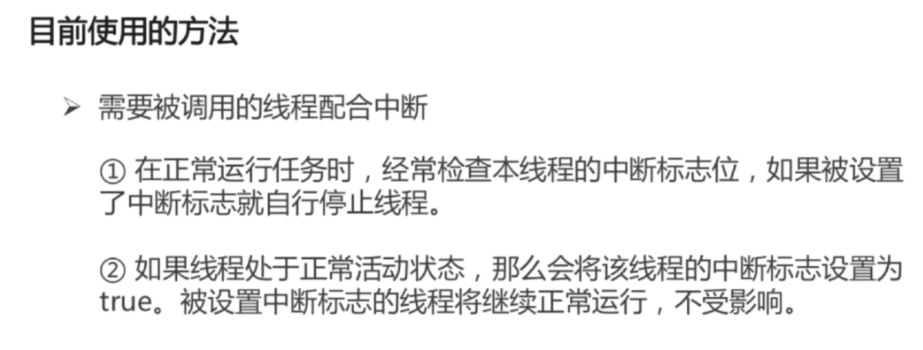 目前使用的方法
➢ 需要被调用的线程配合中断
① 在正常运行任务时，经常检查本线程的中断标志位，如果被设置
了中断标志就自行停止线程。
② 如果线程处于正常活动状态，那么会将该线程的中断标志设置为
true。被设置中断标志的线程将继续正常运行，不受影响。